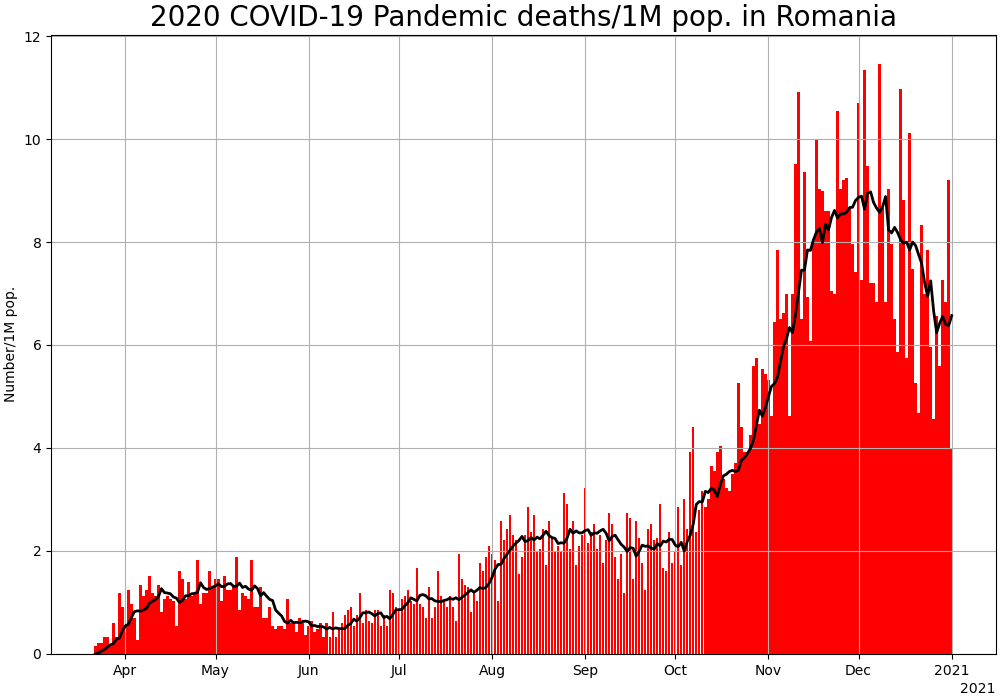 2020 COVID-19 Pandemic deaths/1M pop. in Romania
12
10
8
6
4
2
0
Number/1M pop.
Apr May Jun Jul Aug Sep Oct Nov Dec 2021
2021